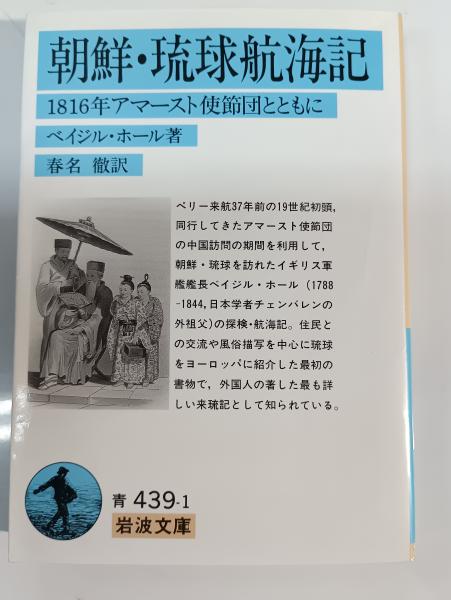 朝鮮・琉球航海記
1816年アマースト使節団とともに
ベイジル・ホール著
春名 徹訳
ペリー来航37年前の19世紀初頭,
同行してきたアマースト使節団
の中国訪問の期間を利用して,
朝鮮・琉球を訪れたイギリス軍
艦艦長ベイジル・ホール (1788
-1844,日本学者チェンバレンの
外祖父)の探検・航海記。住民と
の交流や風俗描写を中心に琉球
をヨーロッパに紹介した最初の
書物で, 外国人の著した最も詳
しい来琉記として知られている。
青 439-1
岩波文庫